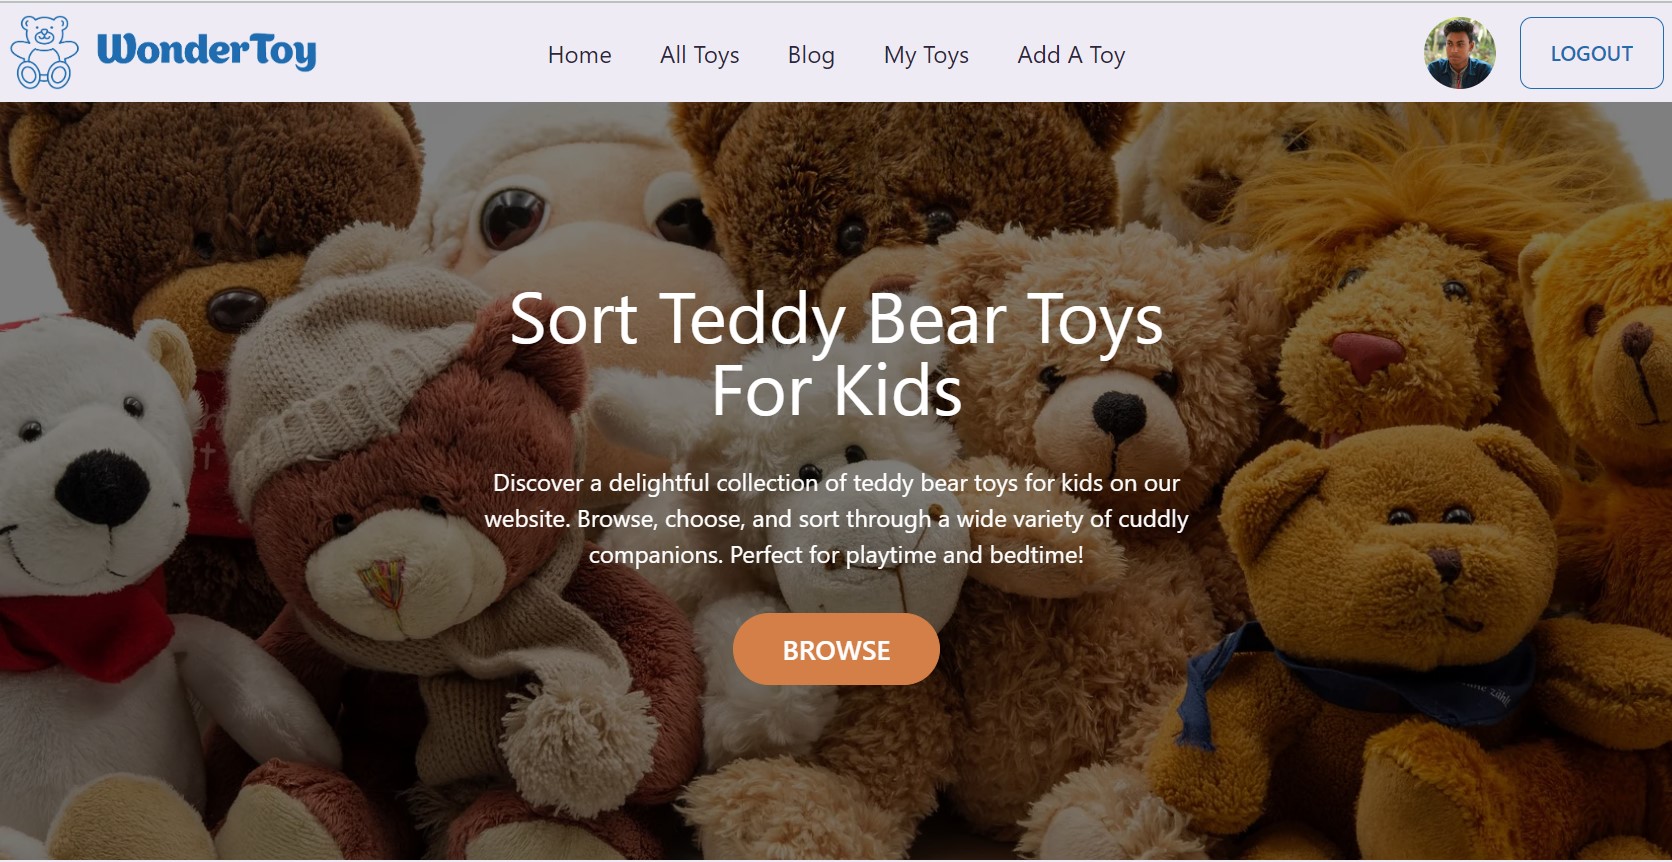 WonderToy
Home
All Toys
Blog
My Toys
Add A Toy
LOGOUT
Sort Teddy Bear Toys
For Kids
Discover a delightful collection of teddy bear toys for kids on our
website. Browse, choose, and sort through a wide variety of cuddly
companions. Perfect for playtime and bedtime!
BROWSE